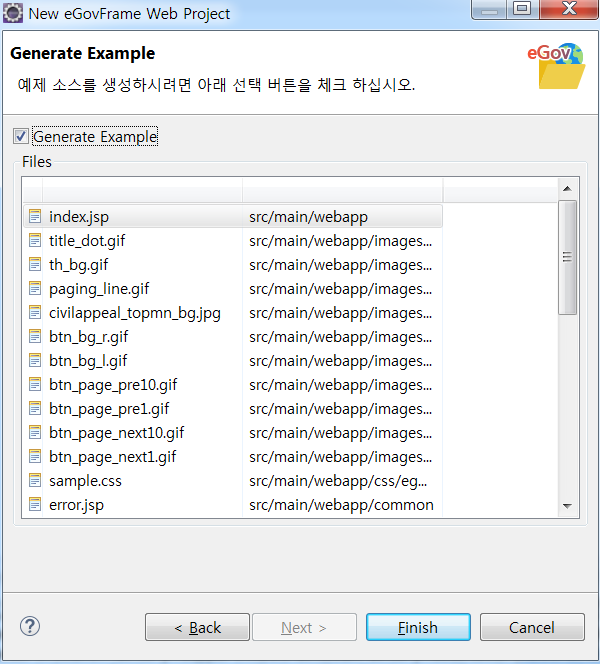 New eGovFrame Web Project
Generate Example
예제 소스를 생성하시려면 아래 선택 버튼을 체크 하십시오.
eGov
Generate Example
Files
index.jsp src/main/webapp
title_dot.gif src/main/webapp/images...
th_bg.gif src/main/webapp/images...
paging_line.gif src/main/webapp/images...
civilappeal_topmn_bg.jpg src/main/webapp/images...
btn_bg_r.gif src/main/webapp/images...
btn_bg_l.gif src/main/webapp/images...
btn_page_pre10.gif src/main/webapp/images...
btn_page_pre1.gif src/main/webapp/images...
btn_page_next10.gif src/main/webapp/images...
btn_page_next1.gif src/main/webapp/images...
sample.css src/main/webapp/css/eg...
error.jsp src/main/webapp/common
? < Back Next > Finish Cancel